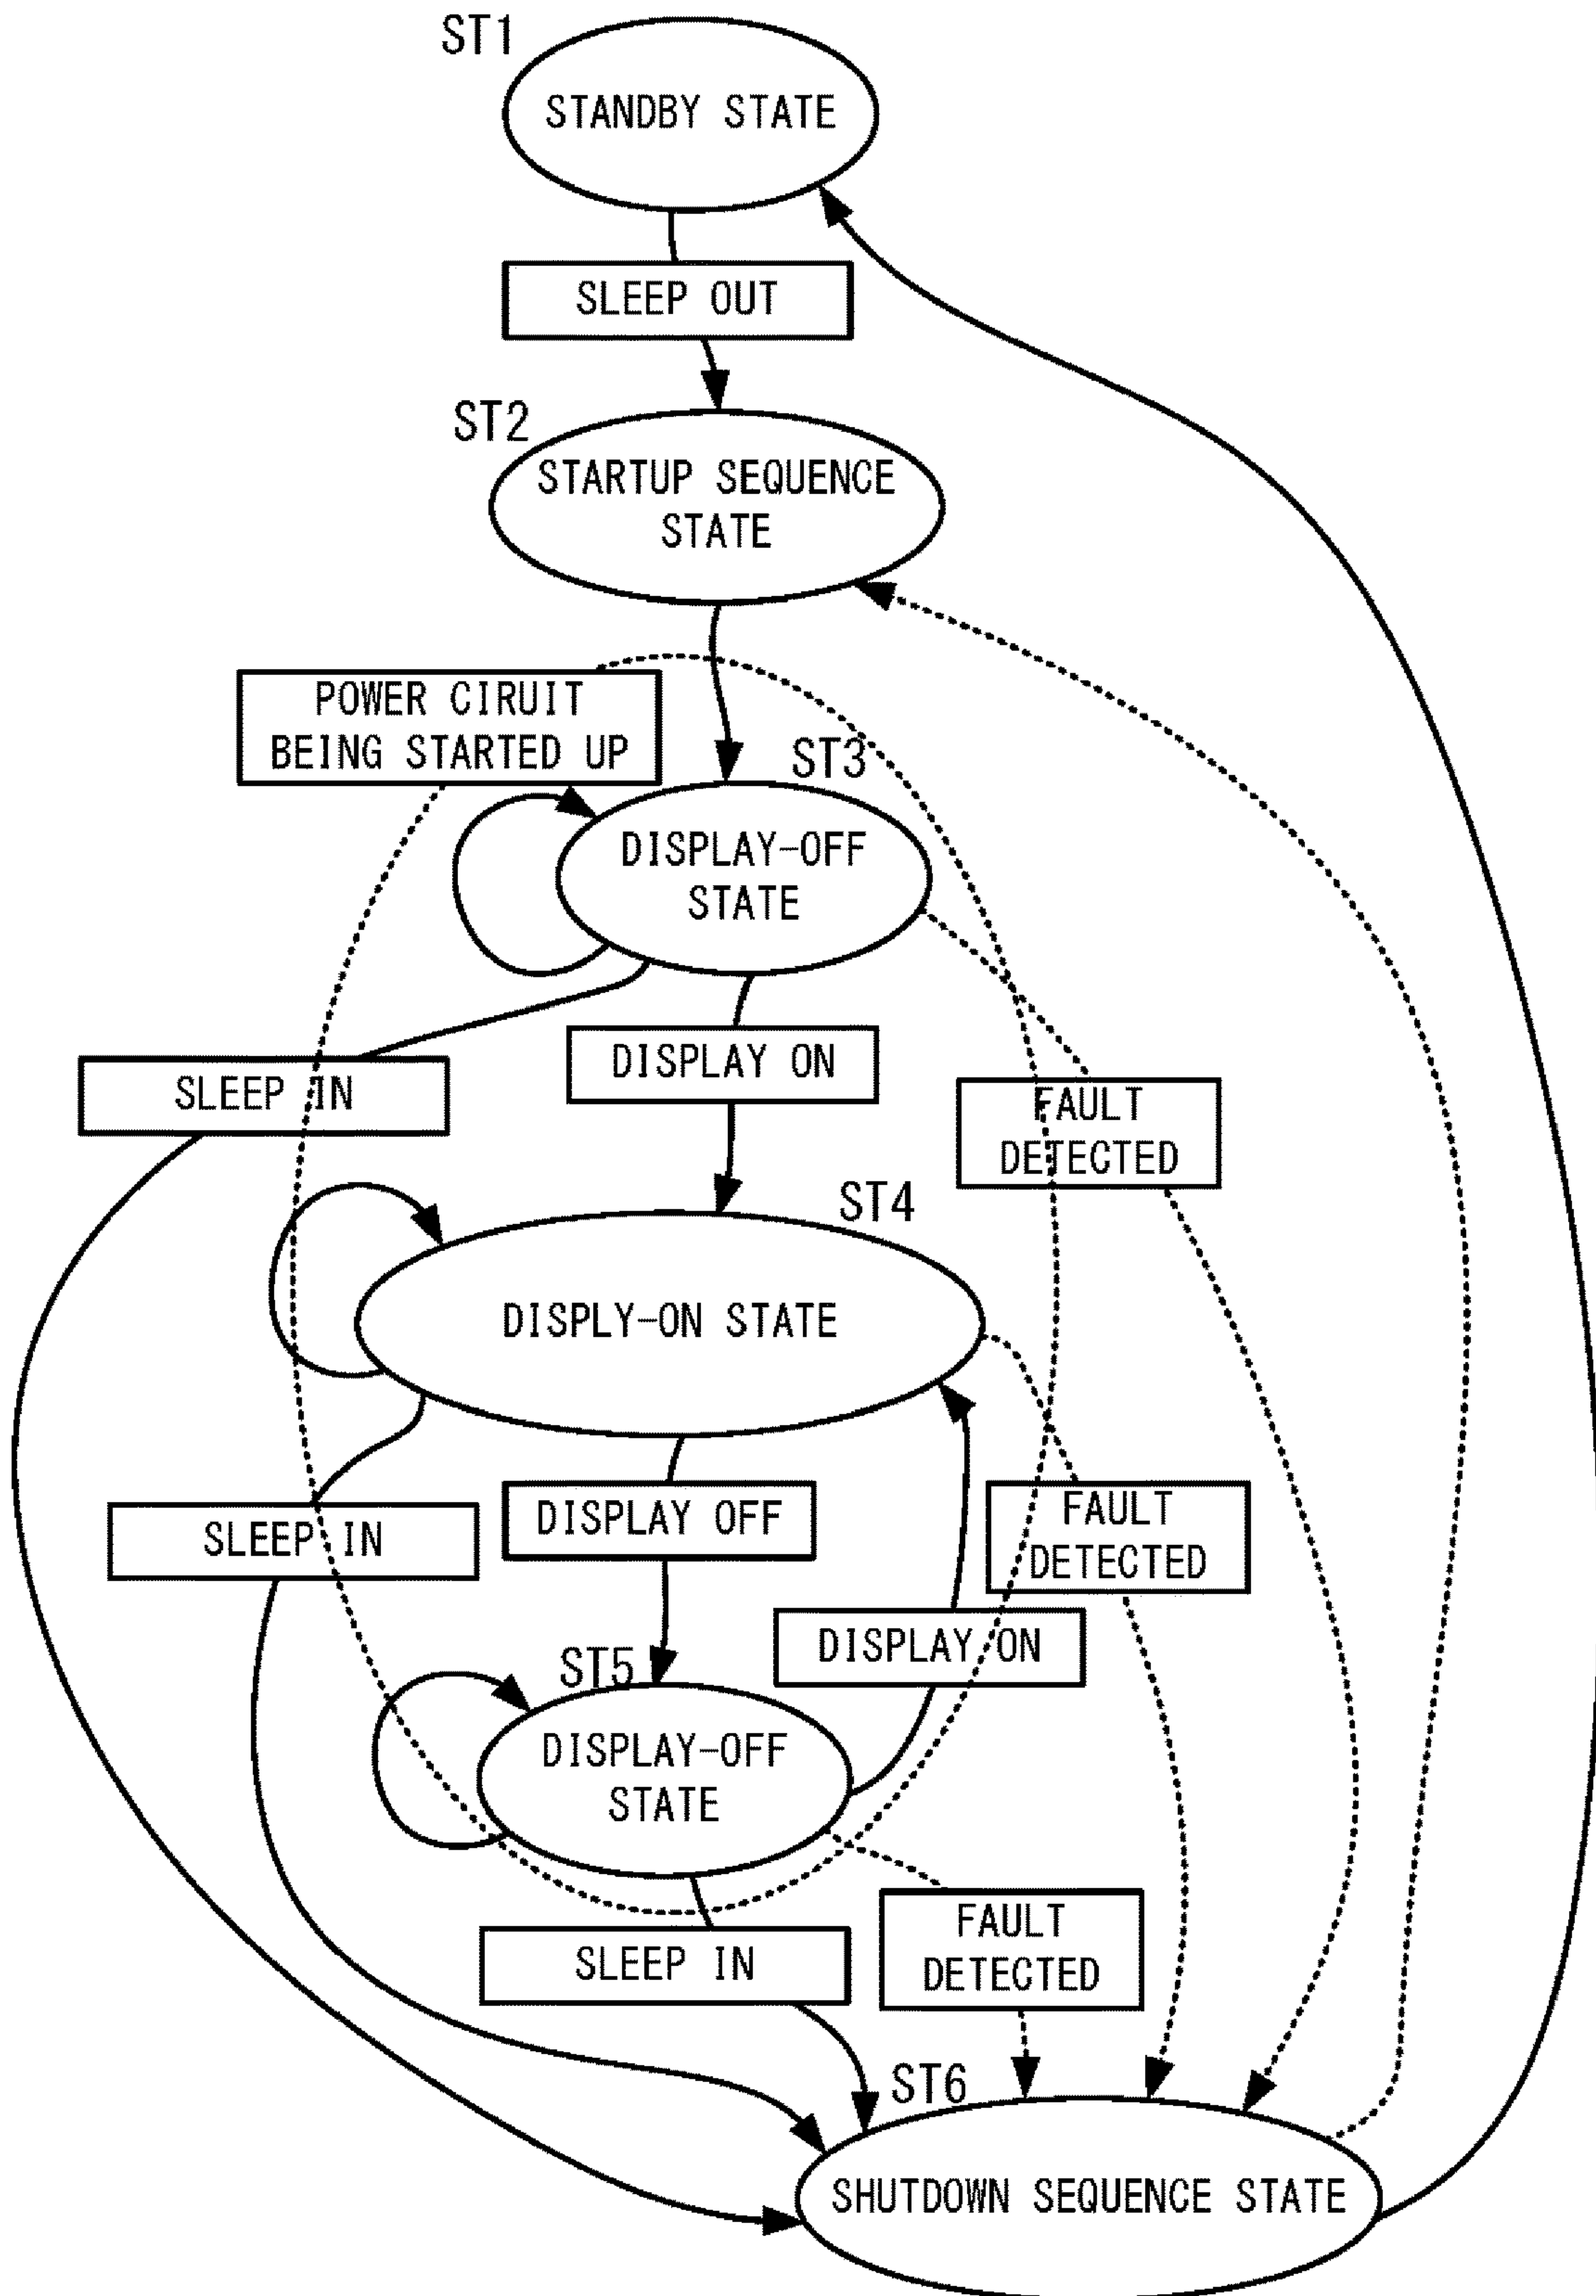 ST1
STANDBY STATE
SLEEP OUT
ST2
STARTUP SEQUENCE
STATE
POWER CIRUIT
BEING STARTED UP
ST3
DISPLAY-OFF
STATE
SLEEP IN
DISPLAY ON
FAULT
DETECTED
ST4
DISPLY-ON STATE
SLEEP IN
DISPLAY OFF
FAULT
DETECTED
DISPLAY ON
ST5
DISPLAY-OFF
STATE
SLEEP IN
FAULT
DETECTED
ST6
SHUTDOWN SEQUENCE STATE